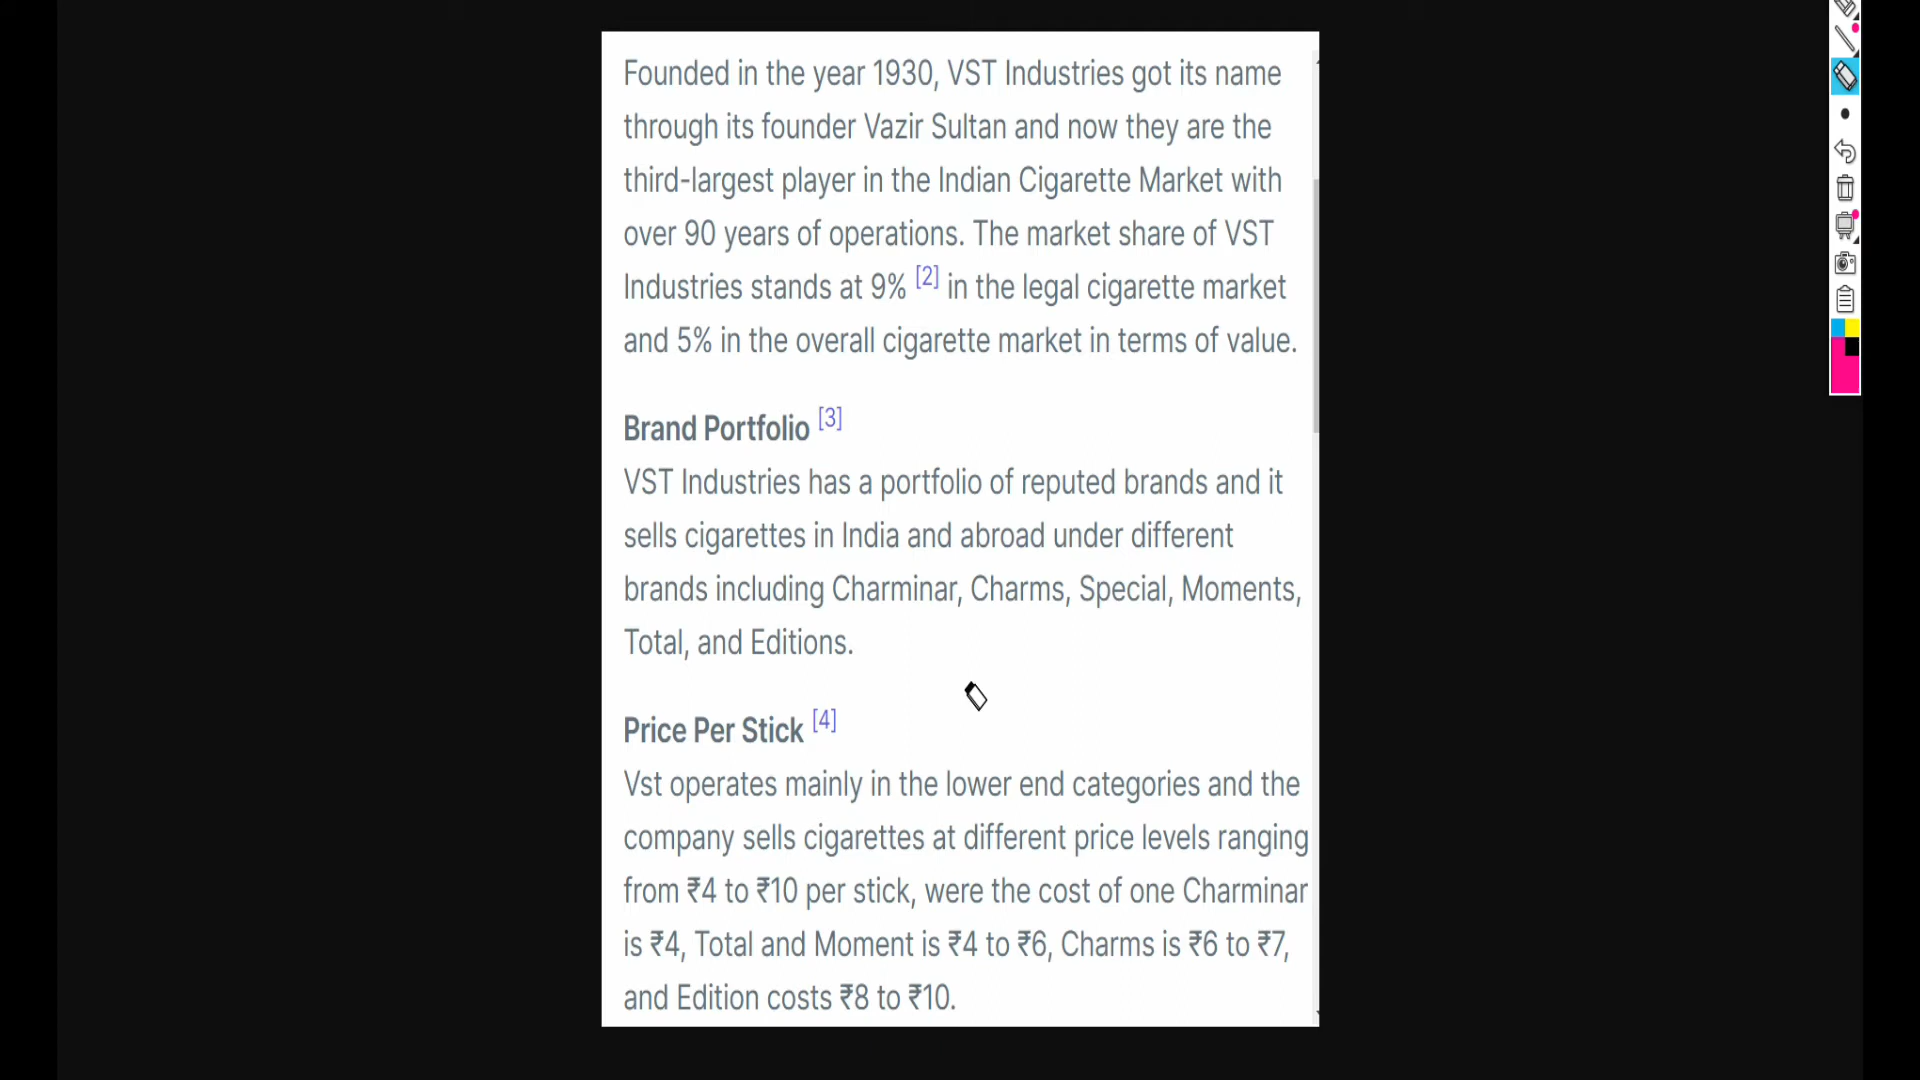 Founded in the year 1930, VST Industries got its name
through its founder Vazir Sultan and now they are the
third-largest player in the Indian Cigarette Market with
over 90 years of operations. The market share of VST
Industries stands at 9% [2] in the legal cigarette market
and 5% in the overall cigarette market in terms of value.
Brand Portfolio [3]
VST Industries has a portfolio of reputed brands and it
sells cigarettes in India and abroad under different
brands including Charminar, Charms, Special, Moments,
Total, and Editions.
Price Per Stick [4]
Vst operates mainly in the lower end categories and the
company sells cigarettes at different price levels ranging
from ₹4 to ₹10 per stick, were the cost of one Charminar
is ₹4, Total and Moment is ₹4 to ₹6, Charms is ₹6 to ₹7,
and Edition costs ₹8 to ₹10.